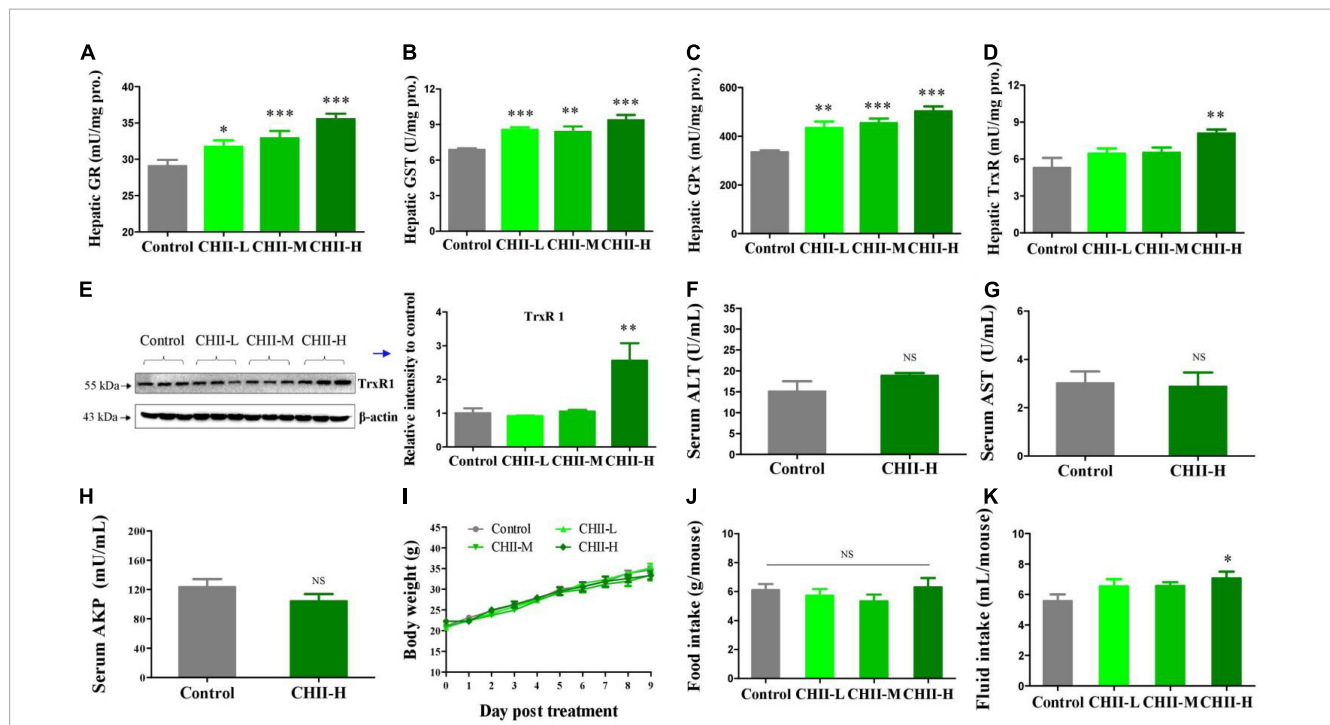 A
Hepatic GR (mU/mg pro.)
40
36
32
28
24
20
*
***
***
Control CHII-L CHII-M CHII-H
B
Hepatic GST (U/mg pro.)
12
9
6
3
0
***
**
***
Control CHII-L CHII-M CHII-H
C
Hepatic GPx (mU/mg pro.)
600
400
200
0
**
***
***
Control CHII-L CHII-M CHII-H
D
Hepatic TrxR (mU/mg pro.)
12
9
6
3
0
**
Control CHII-L CHII-M CHII-H
E
Control CHII-L CHII-M CHII-H
55 kDa
TrxR1
43 kDa
β-actin
Relative intensity to control
4
3
2
1
0
TrxR 1
**
Control CHII-L CHII-M CHII-H
F
Serum ALT (U/mL)
35
30
25
20
15
10
5
0
NS
Control CHII-H
G
Serum AST (U/mL)
6
4
2
0
NS
Control CHII-H
H
Serum AKP (mU/mL)
200
160
120
80
40
0
NS
Control CHII-H
I
Body weight (g)
45
40
35
30
25
20
15
10
Control CHII-L
CHII-M CHII-H
0 1 2 3 4 5 6 7 8 9
Day post treatment
J
Food intake (g/mouse)
10
8
6
4
2
0
NS
Control CHII-L CHII-M CHII-H
K
Fluid intake (mL/mouse)
10
8
6
4
2
0
*
Control CHII-L CHII-M CHII-H